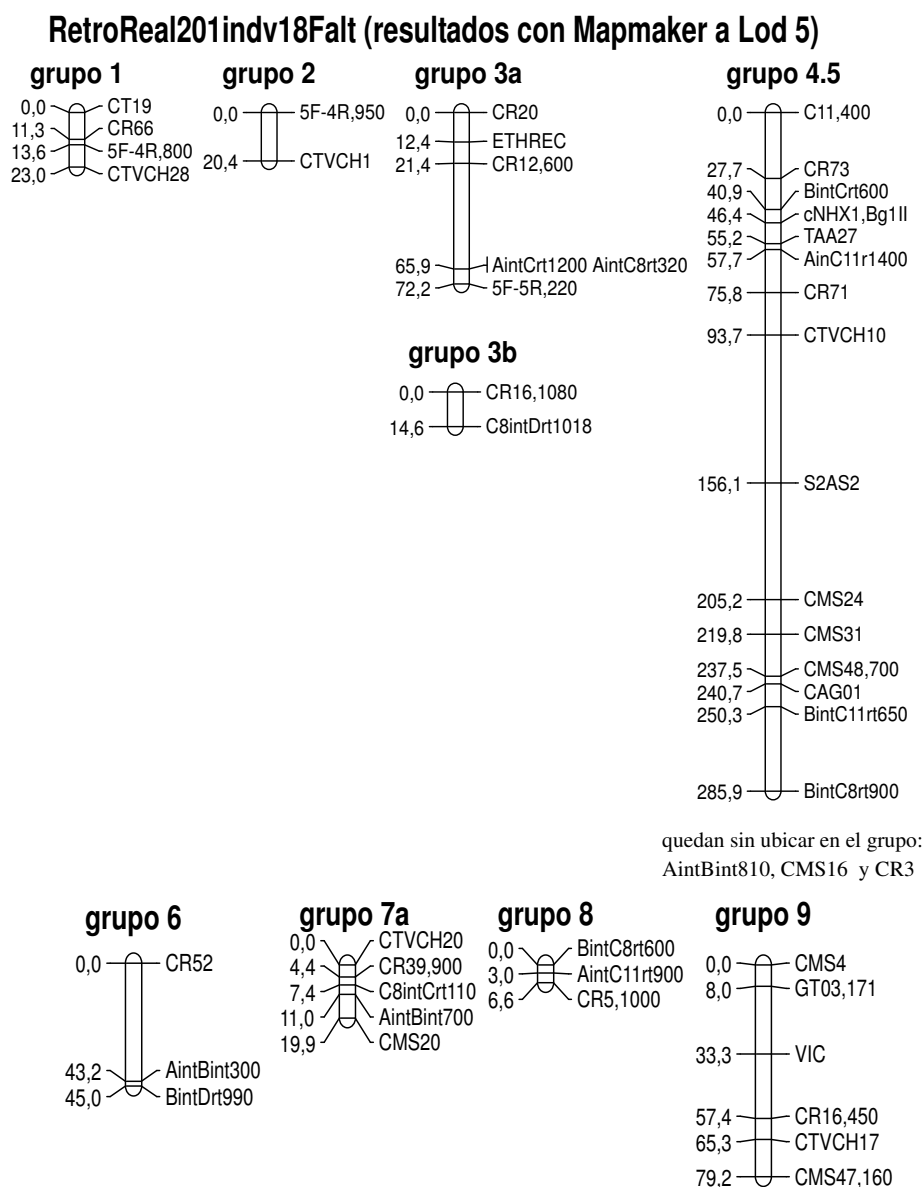 RetroReal201indv18Falt (resultados con Mapmaker a Lod 5)
grupo 1
0,0 CT19
11,3 CR66
13,6 5F-4R,800
23,0 CTVCH28
grupo 2
0,0 5F-4R,950
20,4 CTVCH1
grupo 3a
0,0 CR20
12,4 ETHREC
21,4 CR12,600
65,9 AintCrt1200 AintC8rt320
72,2 5F-5R,220
grupo 3b
0,0 CR16,1080
14,6 C8intDrt1018
grupo 4.5
0,0 C11,400
27,7 CR73
40,9 BintCrt600
46,4 cNHX1,Bg1II
55,2 TAA27
57,7 AinC11r1400
75,8 CR71
93,7 CTVCH10
156,1 S2AS2
205,2 CMS24
219,8 CMS31
237,5 CMS48,700
240,7 CAG01
250,3 BintC11rt650
285,9 BintC8rt900
quedan sin ubicar en el grupo:
AintBint810, CMS16 y CR3
grupo 6
0,0 CR52
43,2 AintBint300
45,0 BintDrt990
grupo 7a
0,0 CTVCH20
4,4 CR39,900
7,4 C8intCrt110
11,0 AintBint700
19,9 CMS20
grupo 8
0,0 BintC8rt600
3,0 AintC11rt900
6,6 CR5,1000
grupo 9
0,0 CMS4
8,0 GT03,171
33,3 VIC
57,4 CR16,450
65,3 CTVCH17
79,2 CMS47,160